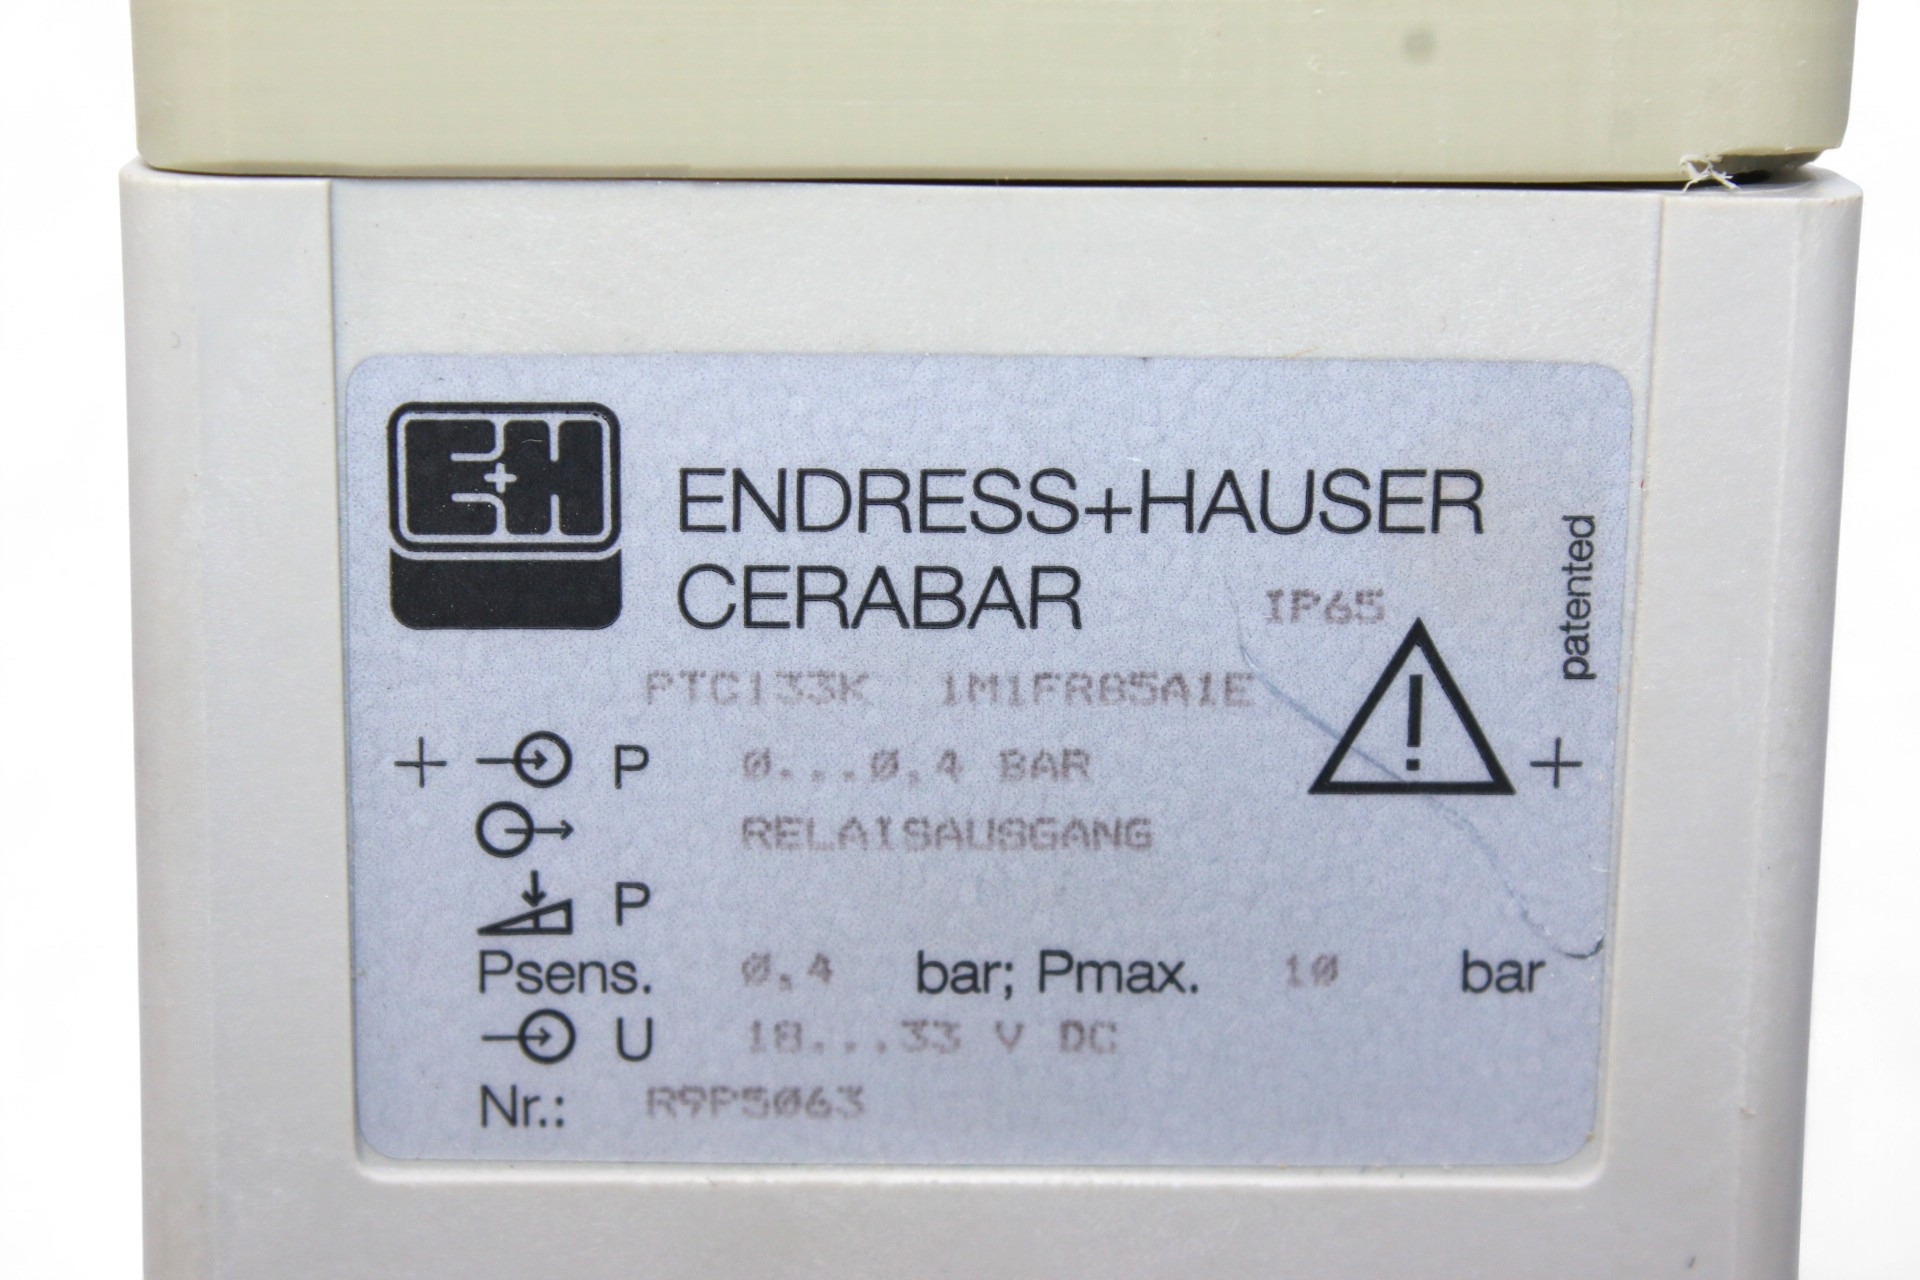 E+H
ENDRESS+HAUSER
CERABAR IP65
patented
PTC133K 1M1FR85A1E
+ P 0...0,4 BAR +
RELAISAUSGANG
P
Psens. 0,4 bar; Pmax. 10 bar
U 18...33 V DC
Nr.: R9P5063